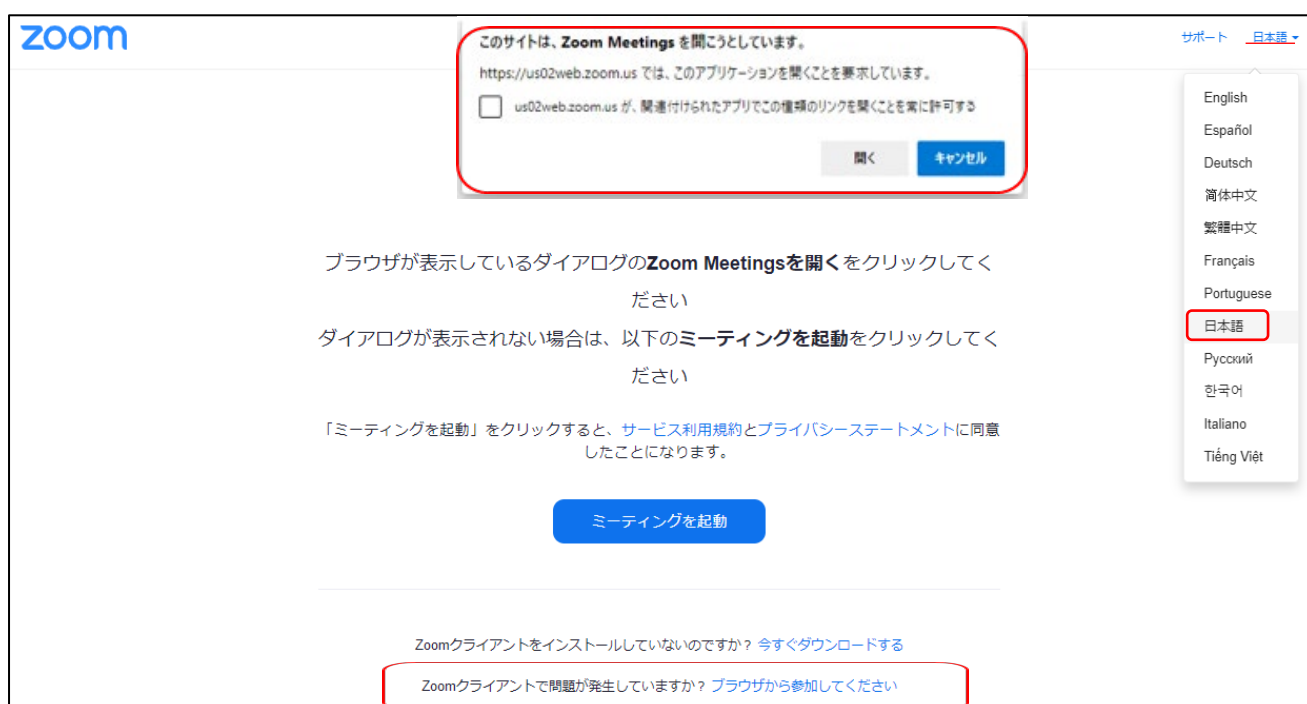 zoom
サポート 日本語
このサイトは、Zoom Meetings を開こうとしています。
https://us02web.zoom.us では、このアプリケーションを開くことを要求しています。
us02web.zoom.us が、関連付けられたアプリでこの種類のリンクを開くことを常に許可する
開く キャンセル
English
Español
Deutsch
简体中文
繁體中文
Français
Portuguese
日本語
Русский
한국어
Italiano
Tiếng Việt
ブラウザが表示しているダイアログのZoom Meetingsを開くをクリックしてく
ださい
ダイアログが表示されない場合は、以下のミーティングを起動をクリックしてく
ださい
「ミーティングを起動」をクリックすると、サービス利用規約とプライバシーステートメントに同意
したことになります。
ミーティングを起動
Zoomクライアントをインストールしていないのですか？ 今すぐダウンロードする
Zoomクライアントで問題が発生していますか？ ブラウザから参加してください